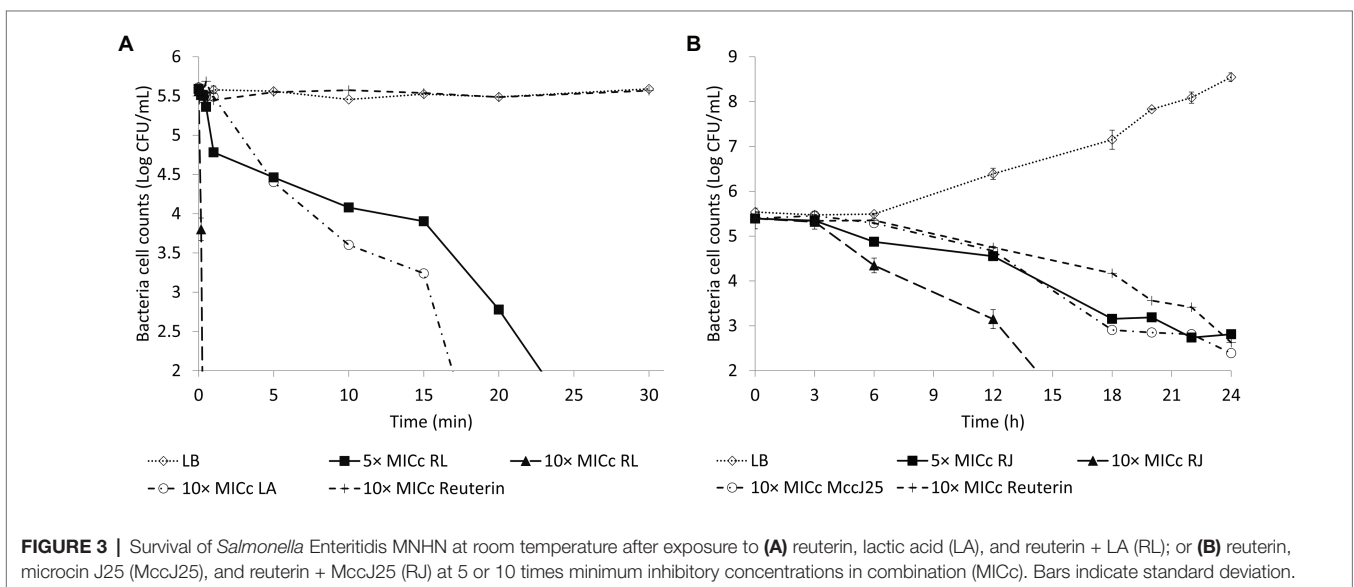 A
Bacteria cell counts (Log CFU/mL)
6
5.5
5
4.5
4
3.5
3
2.5
2
0 5 10 15 20 25 30
Time (min)
LB 5× MICc RL 10× MICc RL
10× MICc LA 10× MICc Reuterin
B
Bacteria cell counts (Log CFU/mL)
9
8
7
6
5
4
3
2
0 3 6 9 12 15 18 21 24
Time (h)
LB 5× MICc RJ 10× MICc RJ
10× MICc MccJ25 10× MICc Reuterin
FIGURE 3 | Survival of Salmonella Enteritidis MNHN at room temperature after exposure to (A) reuterin, lactic acid (LA), and reuterin + LA (RL); or (B) reuterin,
microcin J25 (MccJ25), and reuterin + MccJ25 (RJ) at 5 or 10 times minimum inhibitory concentrations in combination (MICc). Bars indicate standard deviation.